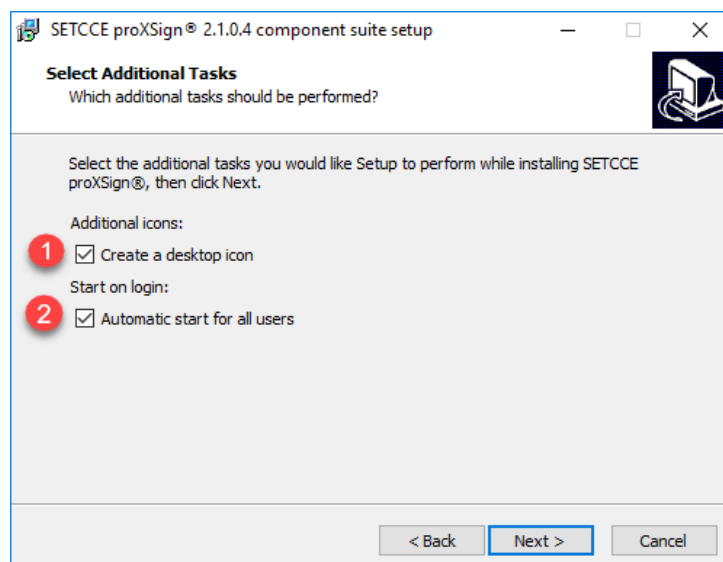 SETCCE proXSign® 2.1.0.4 component suite setup
Select Additional Tasks
Which additional tasks should be performed?
Select the additional tasks you would like Setup to perform while installing SETCCE
proXSign®, then click Next.
Additional icons:
1 Create a desktop icon
Start on login:
2 Automatic start for all users
< Back Next > Cancel